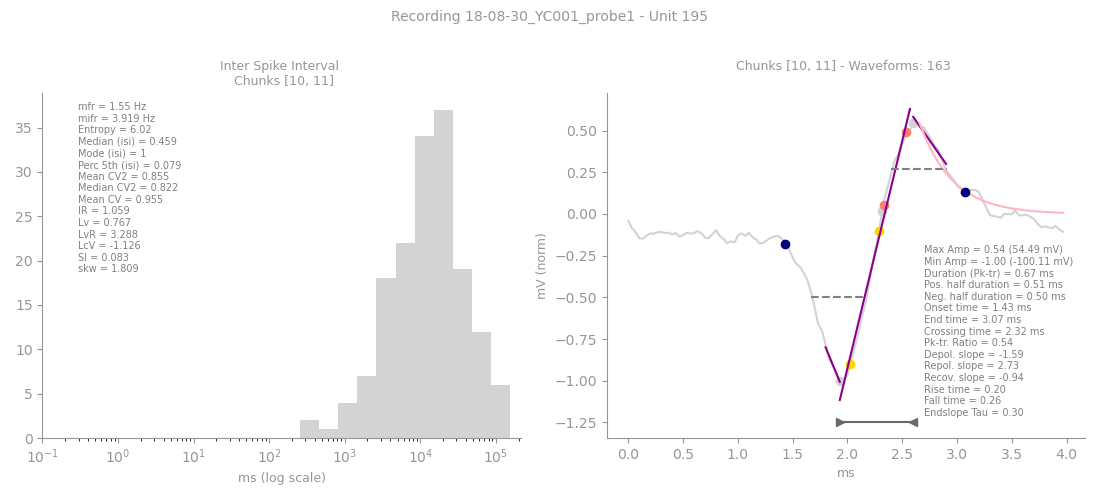 Recording 18-08-30_YC001_probe1 - Unit 195
Inter Spike Interval
Chunks [10, 11]
mfr = 1.55 Hz
mifr = 3.919 Hz
Entropy = 6.02
Median (isi) = 0.459
Mode (isi) = 1
Perc 5th (isi) = 0.079
Mean CV2 = 0.855
Median CV2 = 0.822
Mean CV = 0.955
IR = 1.059
Lv = 0.767
LvR = 3.288
LcV = -1.126
SI = 0.083
skw = 1.809
35
30
25
20
15
10
5
0
10⁻¹ 10⁰ 10¹ 10² 10³ 10⁴ 10⁵
ms (log scale)
Chunks [10, 11] - Waveforms: 163
mV (norm)
0.50
0.25
0.00
−0.25
−0.50
−0.75
−1.00
−1.25
Max Amp = 0.54 (54.49 mV)
Min Amp = -1.00 (-100.11 mV)
Duration (Pk-tr) = 0.67 ms
Pos. half duration = 0.51 ms
Neg. half duration = 0.50 ms
Onset time = 1.43 ms
End time = 3.07 ms
Crossing time = 2.32 ms
Pk-tr. Ratio = 0.54
Depol. slope = -1.59
Repol. slope = 2.73
Recov. slope = -0.94
Rise time = 0.20
Fall time = 0.26
Endslope Tau = 0.30
0.0 0.5 1.0 1.5 2.0 2.5 3.0 3.5 4.0
ms